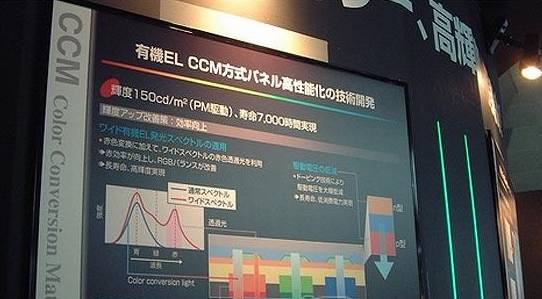 高輝
CCM Color Conversion Ma
有機EL CCM方式パネル高性能化の技術開発
輝度150cd/m²(PM駆動)、寿命7,000時間実現
輝度アップ改善策:効率向上
ワイド有機EL発光スペクトルの適用
・赤色変換に加えて、ワイドスペクトルの赤色透過光を利用
・赤効率が向上し、RGBバランスが改善
・長寿命、高輝度実現
駆動電圧の低減
・ドーピング技術により
駆動電圧を大幅低減
・長寿命、低消費電力実現
通常スペクトル
ワイドスペクトル
強度
青 緑 赤
波長
透過光
Color conversion light
n型
p型